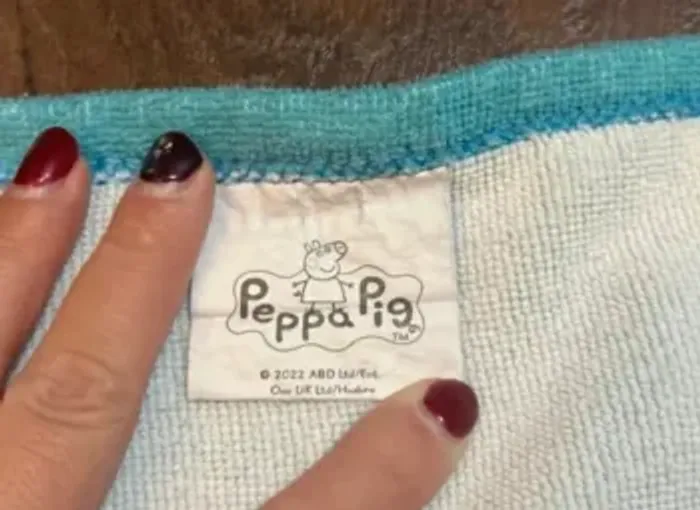 Peppa Pig
TM
© 2022 ABD Ltd/Ent.
One UK Ltd/Hasbro